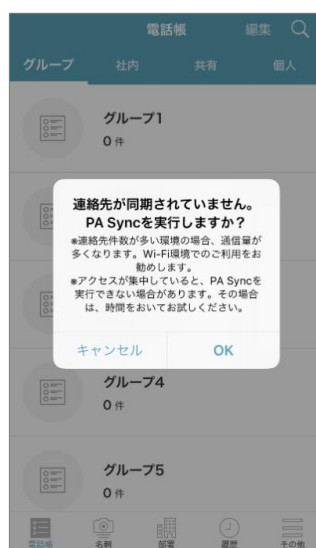 電話帳
編集
グループ 社内 共有 個人
グループ1
0 件
連絡先が同期されていません。
PA Syncを実行しますか？
※連絡先件数が多い環境の場合、通信量が
多くなります。Wi-Fi環境でのご利用をお
勧めします。
※アクセスが集中していると、PA Syncを
実行できない場合があります。その場合
は、時間をおいてお試しください。
キャンセル OK
グループ4
0 件
グループ5
0 件
電話帳 名刺 部署 履歴 その他